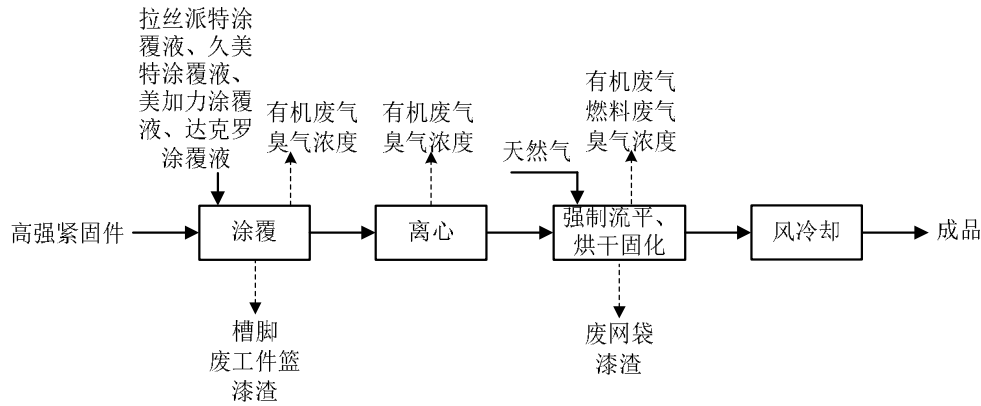 拉丝派特涂
覆液、久美
特涂覆液、
美加力涂覆
液、达克罗
涂覆液
有机废气
臭气浓度
有机废气
臭气浓度
有机废气
燃料废气
臭气浓度
天然气
高强紧固件
涂覆
离心
强制流平、
烘干固化
风冷却
成品
槽脚
废工件篮
漆渣
废网袋
漆渣